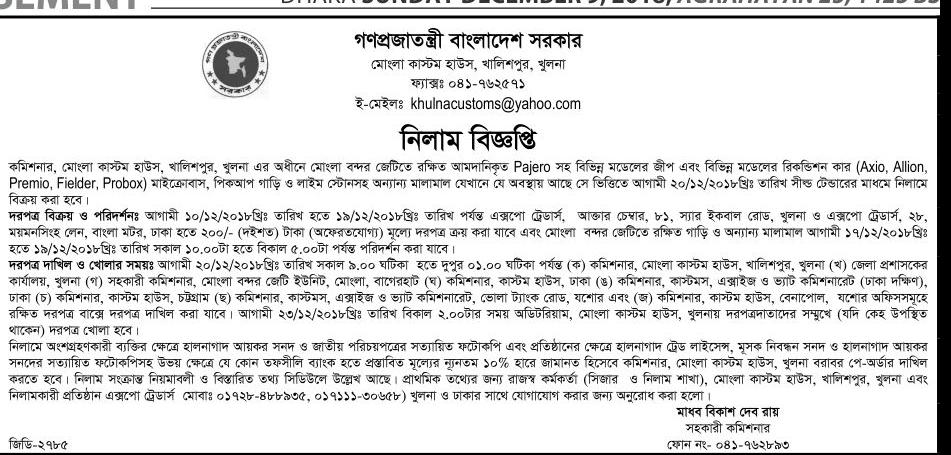 DHAKA SUNDAY DECEMBER 9, 2018, AGRAHAYAN 25, 1425 BS
গণপ্রজাতন্ত্রী বাংলাদেশ সরকার
মোংলা কাস্টম হাউস, খালিশপুর, খুলনা
ফ্যাক্সঃ ০৪১-৭৬২৫৭১
ই-মেইলঃ khulnacustoms@yahoo.com
নিলাম বিজ্ঞপ্তি
কমিশনার, মোংলা কাস্টম হাউস, খালিশপুর, খুলনা এর অধীনে মোংলা বন্দর জেটিতে রক্ষিত আমদানিকৃত Pajero সহ বিভিন্ন মডেলের জীপ এবং বিভিন্ন মডেলের রিকন্ডিশন কার (Axio, Allion,
Premio, Fielder, Probox) মাইক্রোবাস, পিকআপ গাড়ি ও লাইম স্টোনসহ অন্যান্য মালামাল যেখানে যে অবস্থায় আছে সে ভিত্তিতে আগামী ২০/১২/২০১৮খ্রিঃ তারিখ সীল্ড টেন্ডারের মাধ্যমে নিলামে
বিক্রয় করা হবে।
দরপত্র বিক্রয় ও পরিদর্শনঃ আগামী ১০/১২/২০১৮খ্রিঃ তারিখ হতে ১৯/১২/২০১৮খ্রিঃ তারিখ পর্যন্ত এক্সপো ট্রেডার্স, আক্তার চেম্বার, ৮১, স্যার ইকবাল রোড, খুলনা ও এক্সপো ট্রেডার্স, ২৮,
ময়মনসিংহ লেন, বাংলা মটর, ঢাকা হতে ২০০/- (দুইশত) টাকা (অফেরতযোগ্য) মূল্যে দরপত্র ক্রয় করা যাবে এবং মোংলা বন্দর জেটিতে রক্ষিত গাড়ি ও অন্যান্য মালামাল আগামী ১৭/১২/২০১৮খ্রিঃ
হতে ১৯/১২/২০১৮খ্রিঃ তারিখ সকাল ১০.০০টা হতে বিকাল ৫.০০টা পর্যন্ত পরিদর্শন করা যাবে।
দরপত্র দাখিল ও খোলার সময়ঃ আগামী ২০/১২/২০১৮খ্রিঃ তারিখ সকাল ৯.০০ ঘটিকা হতে দুপুর ০১.০০ ঘটিকা পর্যন্ত (ক) কমিশনার, মোংলা কাস্টম হাউস, খালিশপুর, খুলনা (খ) জেলা প্রশাসকের
কার্যালয়, খুলনা (গ) সহকারী কমিশনার, মোংলা বন্দর জেটি ইউনিট, মোংলা, বাগেরহাট (ঘ) কমিশনার, কাস্টম হাউস, ঢাকা (ঙ) কমিশনার, কাস্টমস, এক্সাইজ ও ভ্যাট কমিশনারেট (ঢাকা দক্ষিণ),
ঢাকা (চ) কমিশনার, কাস্টম হাউস, চট্টগ্রাম (ছ) কমিশনার, কাস্টমস, এক্সাইজ ও ভ্যাট কমিশনারেট, ভোলা ট্যাংক রোড, যশোর এবং (জ) কমিশনার, কাস্টম হাউস, বেনাপোল, যশোর অফিসসমূহে
রক্ষিত দরপত্র বাক্সে দরপত্র দাখিল করা যাবে। আগামী ২৩/১২/২০১৮খ্রিঃ তারিখ বিকাল ২.০০টার সময় অডিটরিয়াম, মোংলা কাস্টম হাউস, খুলনায় দরপত্রদাতাদের সম্মুখে (যদি কেহ উপস্থিত
থাকেন) দরপত্র খোলা হবে।
নিলামে অংশগ্রহণকারী ব্যক্তির ক্ষেত্রে হালনাগাদ আয়কর সনদ ও জাতীয় পরিচয়পত্রের সত্যায়িত ফটোকপি এবং প্রতিষ্ঠানের ক্ষেত্রে হালনাগাদ ট্রেড লাইসেন্স, মূসক নিবন্ধন সনদ ও হালনাগাদ আয়কর
সনদের সত্যায়িত ফটোকপিসহ উভয় ক্ষেত্রে যে কোন তফসীলি ব্যাংক হতে প্রস্তাবিত মূল্যের ন্যূনতম ১০% হারে জামানত হিসেবে কমিশনার, মোংলা কাস্টম হাউস, খুলনা বরাবর পে-অর্ডার দাখিল
করতে হবে। নিলাম সংক্রান্ত নিয়মাবলী ও বিস্তারিত তথ্য সিডিউলে উল্লেখ আছে। প্রাথমিক তথ্যের জন্য রাজস্ব কর্মকর্তা (সিজার ও নিলাম শাখা), মোংলা কাস্টম হাউস, খালিশপুর, খুলনা এবং
নিলামকারী প্রতিষ্ঠান এক্সপো ট্রেডার্স মোবাঃ ০১৭২৮-৪৮৮৯৩৫, ০১৭১১১-৩০৬৫৮) খুলনা ও ঢাকার সাথে যোগাযোগ করার জন্য অনুরোধ করা হলো।
মাধব বিকাশ দেব রায়
সহকারী কমিশনার
জিডি-২৭৮৫ ফোন নং- ০৪১-৭৬২৮৯৩